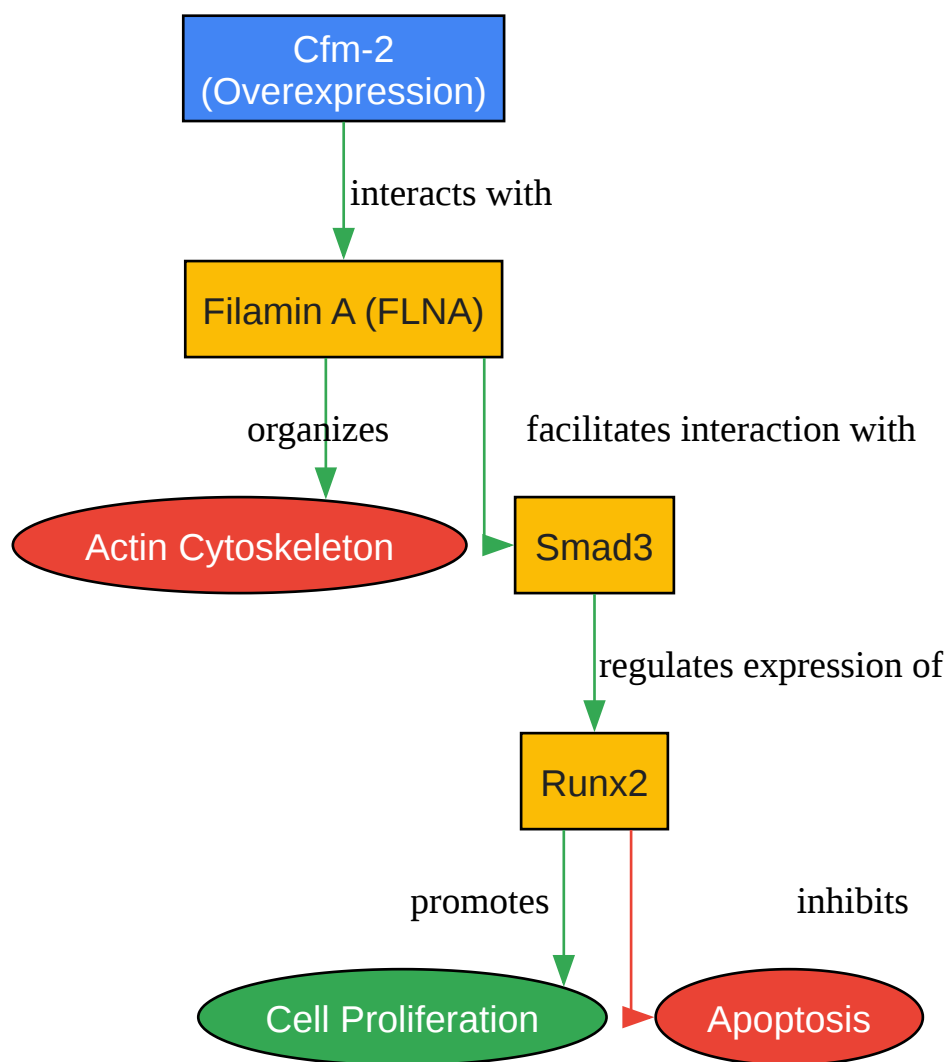 Cfm-2
(Overexpression)
interacts with
Filamin A (FLNA)
organizes
facilitates interaction with
Actin Cytoskeleton
Smad3
regulates expression of
Runx2
promotes
inhibits
Cell Proliferation
Apoptosis